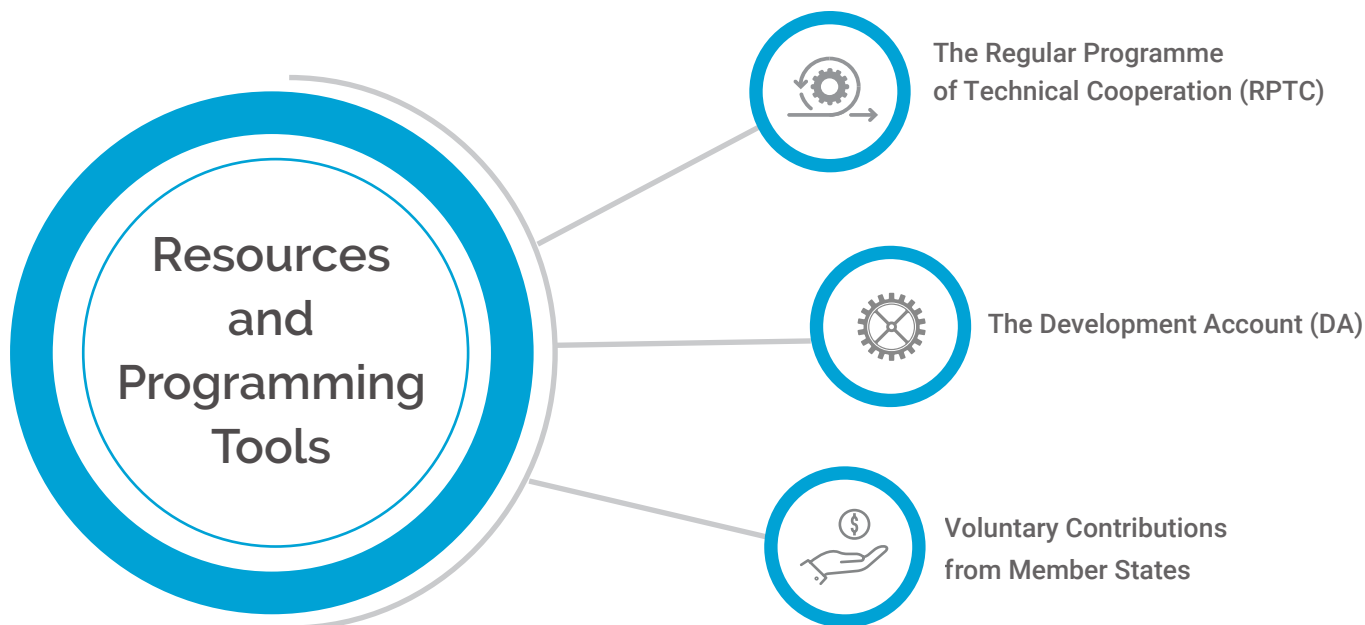 Resources
and
Programming
Tools
The Regular Programme
of Technical Cooperation (RPTC)
The Development Account (DA)
$
Voluntary Contributions
from Member States